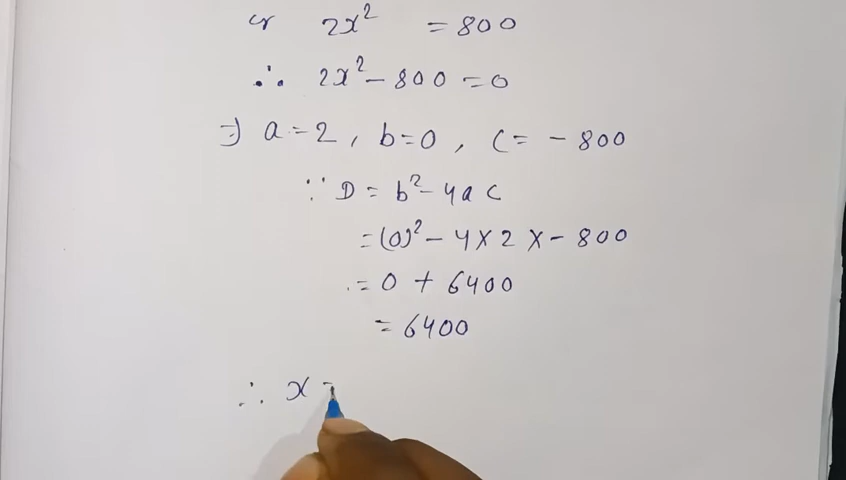 or 2x² = 800
∴ 2x² - 800 = 0
⇒ a = 2, b = 0, c = - 800
∵ D = b² - 4ac
= (0)² - 4 × 2 × - 800
= 0 + 6400
= 6400
∴ x =